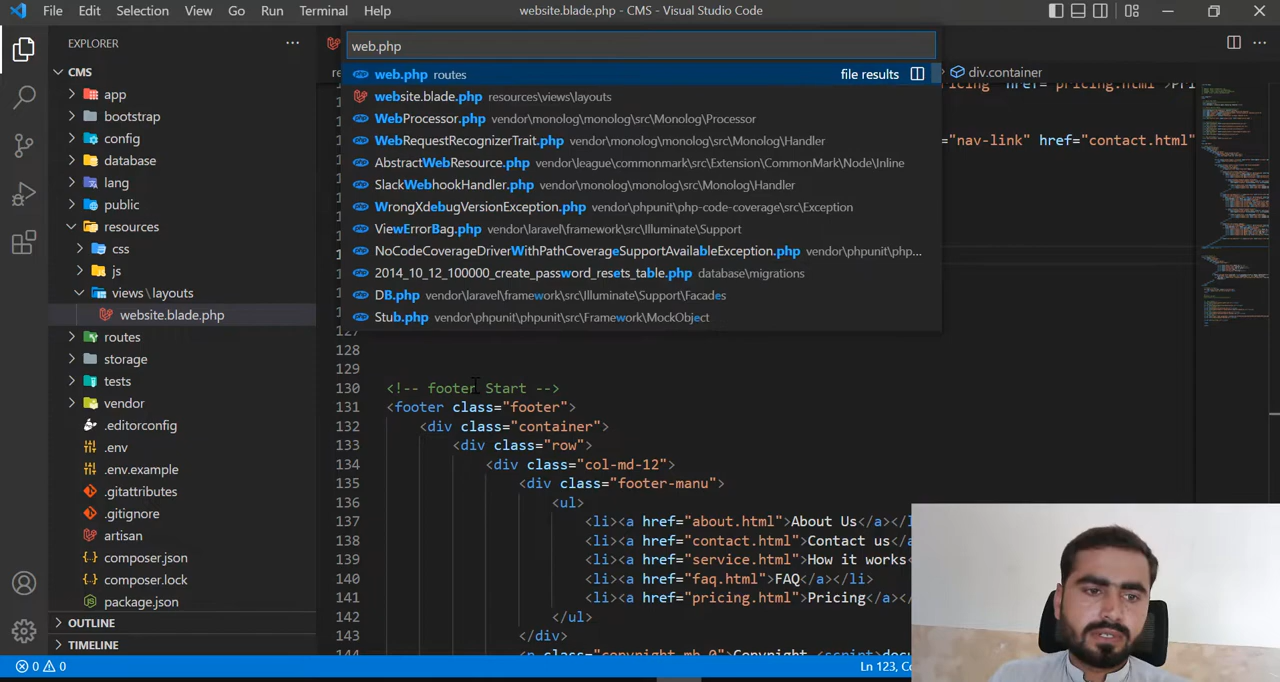 File Edit Selection View Go Run Terminal Help website.blade.php - CMS - Visual Studio Code
EXPLORER
CMS
app
bootstrap
config
database
lang
public
resources
css
js
views\layouts
website.blade.php
routes
storage
tests
vendor
.editorconfig
.env
.env.example
.gitattributes
.gitignore
artisan
composer.json
composer.lock
package.json
OUTLINE
TIMELINE
web.php
web.php routes file results
website.blade.php resources\views\layouts
WebProcessor.php vendor\monolog\monolog\src\Monolog\Processor
WebRequestRecognizerTrait.php vendor\monolog\monolog\src\Monolog\Handler
AbstractWebResource.php vendor\league\commonmark\src\Extension\CommonMark\Node\Inline
SlackWebhookHandler.php vendor\monolog\monolog\src\Monolog\Handler
WrongXdebugVersionException.php vendor\phpunit\php-code-coverage\src\Exception
ViewErrorBag.php vendor\laravel\framework\src\Illuminate\Support
NoCodeCoverageDriverWithPathCoverageSupportAvailableException.php vendor\phpunit\php...
2014_10_12_100000_create_password_resets_table.php database\migrations
DB.php vendor\laravel\framework\src\Illuminate\Support\Facades
Stub.php vendor\phpunit\phpunit\src\Framework\MockObject
div.container
="nav-link" href="contact.html"
127
128
129
130 <!-- footer Start -->
131 <footer class="footer">
132 <div class="container">
133 <div class="row">
134 <div class="col-md-12">
135 <div class="footer-manu">
136 <ul>
137 <li><a href="about.html">About Us</a></l
138 <li><a href="contact.html">Contact us</a
139 <li><a href="service.html">How it works<
140 <li><a href="faq.html">FAQ</a></li>
141 <li><a href="pricing.html">Pricing</a></
142 </ul>
143 </div>
0 0 Ln 123, Co